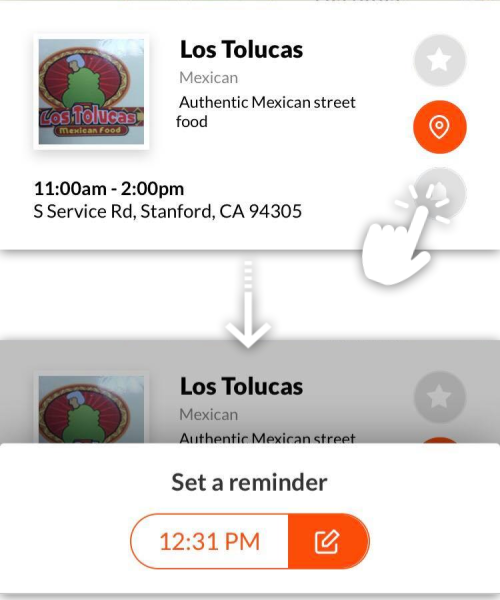 Los Tolucas
Mexican
Authentic Mexican street
food
Los Tolucas
Mexican Food
11:00am - 2:00pm
S Service Rd, Stanford, CA 94305
Los Tolucas
Mexican
Authentic Mexican street
Set a reminder
12:31 PM